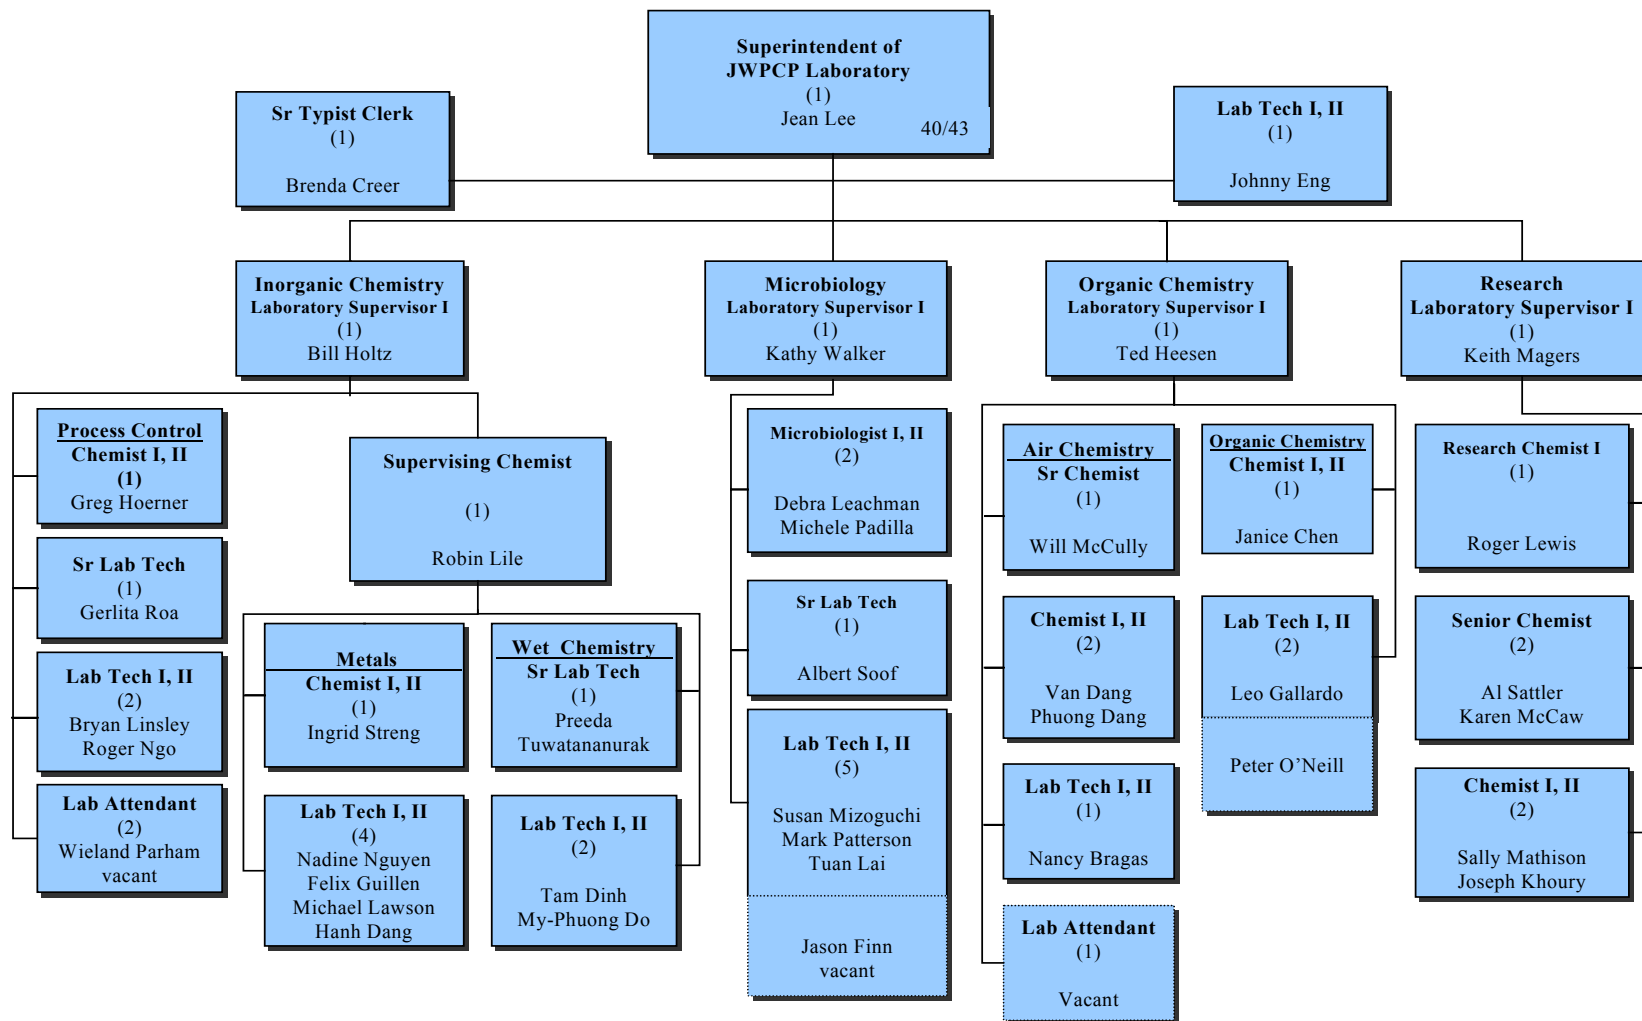 Superintendent of
JWPCP Laboratory
(1)
Jean Lee
40/43
Sr Typist Clerk
(1)
Brenda Creer
Lab Tech I, II
(1)
Johnny Eng
Inorganic Chemistry
Laboratory Supervisor I
(1)
Bill Holtz
Microbiology
Laboratory Supervisor I
(1)
Kathy Walker
Organic Chemistry
Laboratory Supervisor I
(1)
Ted Heesen
Research
Laboratory Supervisor I
(1)
Keith Magers
Process Control
Chemist I, II
(1)
Greg Hoerner
Sr Lab Tech
(1)
Gerlita Roa
Lab Tech I, II
(2)
Bryan Linsley
Roger Ngo
Lab Attendant
(2)
Wieland Parham
vacant
Supervising Chemist
(1)
Robin Lile
Metals
Chemist I, II
(1)
Ingrid Streng
Lab Tech I, II
(4)
Nadine Nguyen
Felix Guillen
Michael Lawson
Hanh Dang
Wet Chemistry
Sr Lab Tech
(1)
Preeda
Tuwatananurak
Lab Tech I, II
(2)
Tam Dinh
My-Phuong Do
Microbiologist I, II
(2)
Debra Leachman
Michele Padilla
Sr Lab Tech
(1)
Albert Soof
Lab Tech I, II
(5)
Susan Mizoguchi
Mark Patterson
Tuan Lai
Jason Finn
vacant
Air Chemistry
Sr Chemist
(1)
Will McCully
Chemist I, II
(2)
Van Dang
Phuong Dang
Lab Tech I, II
(1)
Nancy Bragas
Lab Attendant
(1)
Vacant
Organic Chemistry
Chemist I, II
(1)
Janice Chen
Lab Tech I, II
(2)
Leo Gallardo
Peter O’Neill
Research Chemist I
(1)
Roger Lewis
Senior Chemist
(2)
Al Sattler
Karen McCaw
Chemist I, II
(2)
Sally Mathison
Joseph Khoury